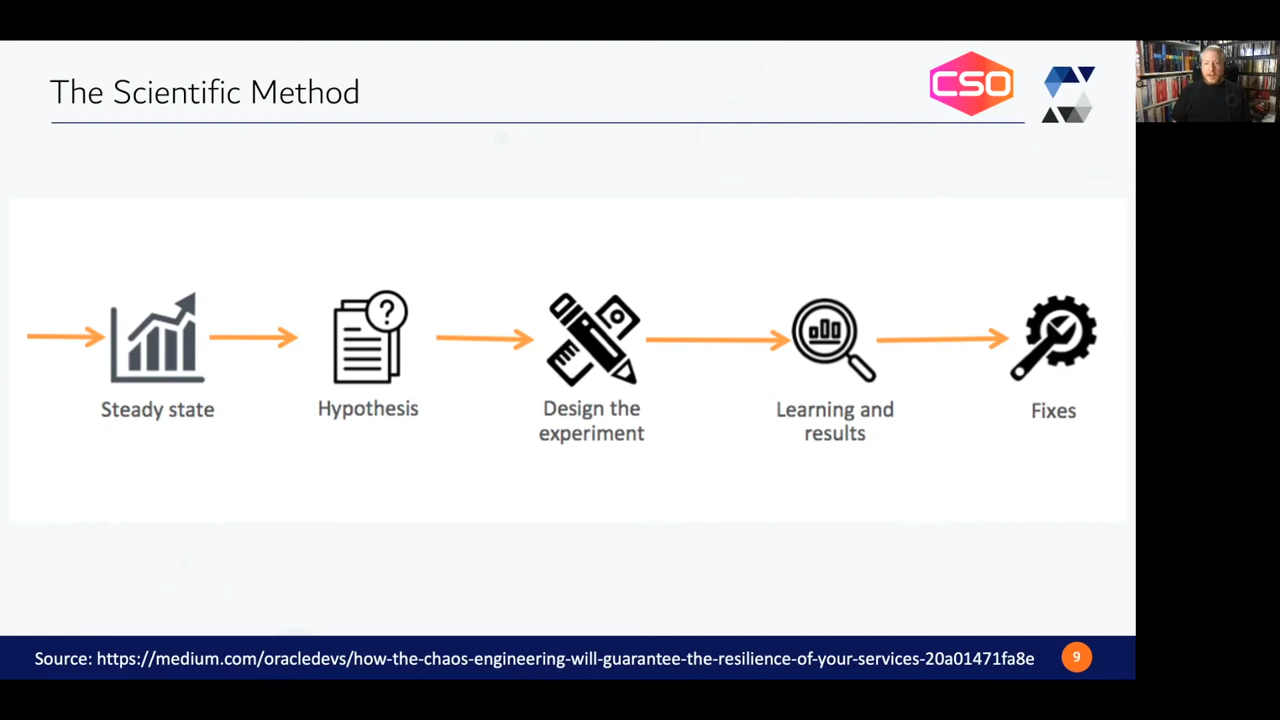 The Scientific Method
CSO
Steady state
Hypothesis
?
Design the
experiment
Learning and
results
Fixes
Source: https://medium.com/oracledevs/how-the-chaos-engineering-will-guarantee-the-resilience-of-your-services-20a01471fa8e
9